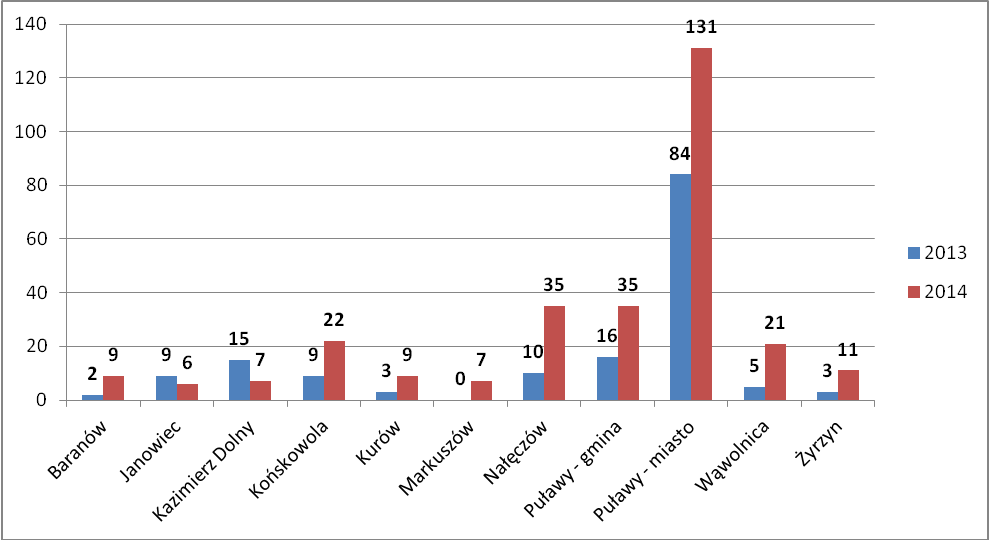 140
120
100
80
60
40
20
0
2 9
9 6
15 7
9 22
3 9
0 7
10 35
16 35
84 131
5 21
3 11
Baranów
Janowiec
Kazimierz Dolny
Końskowola
Kurów
Markuszów
Nałęczów
Puławy - gmina
Puławy - miasto
Wąwolnica
Żyrzyn
2013
2014